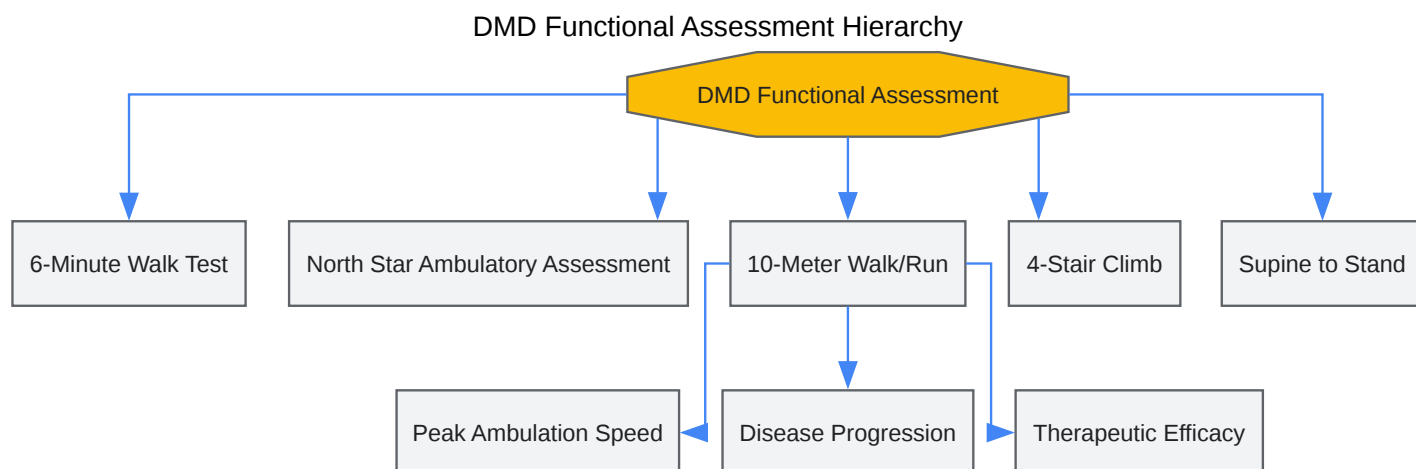 DMD Functional Assessment Hierarchy
DMD Functional Assessment
6-Minute Walk Test
North Star Ambulatory Assessment
10-Meter Walk/Run
4-Stair Climb
Supine to Stand
Peak Ambulation Speed
Disease Progression
Therapeutic Efficacy